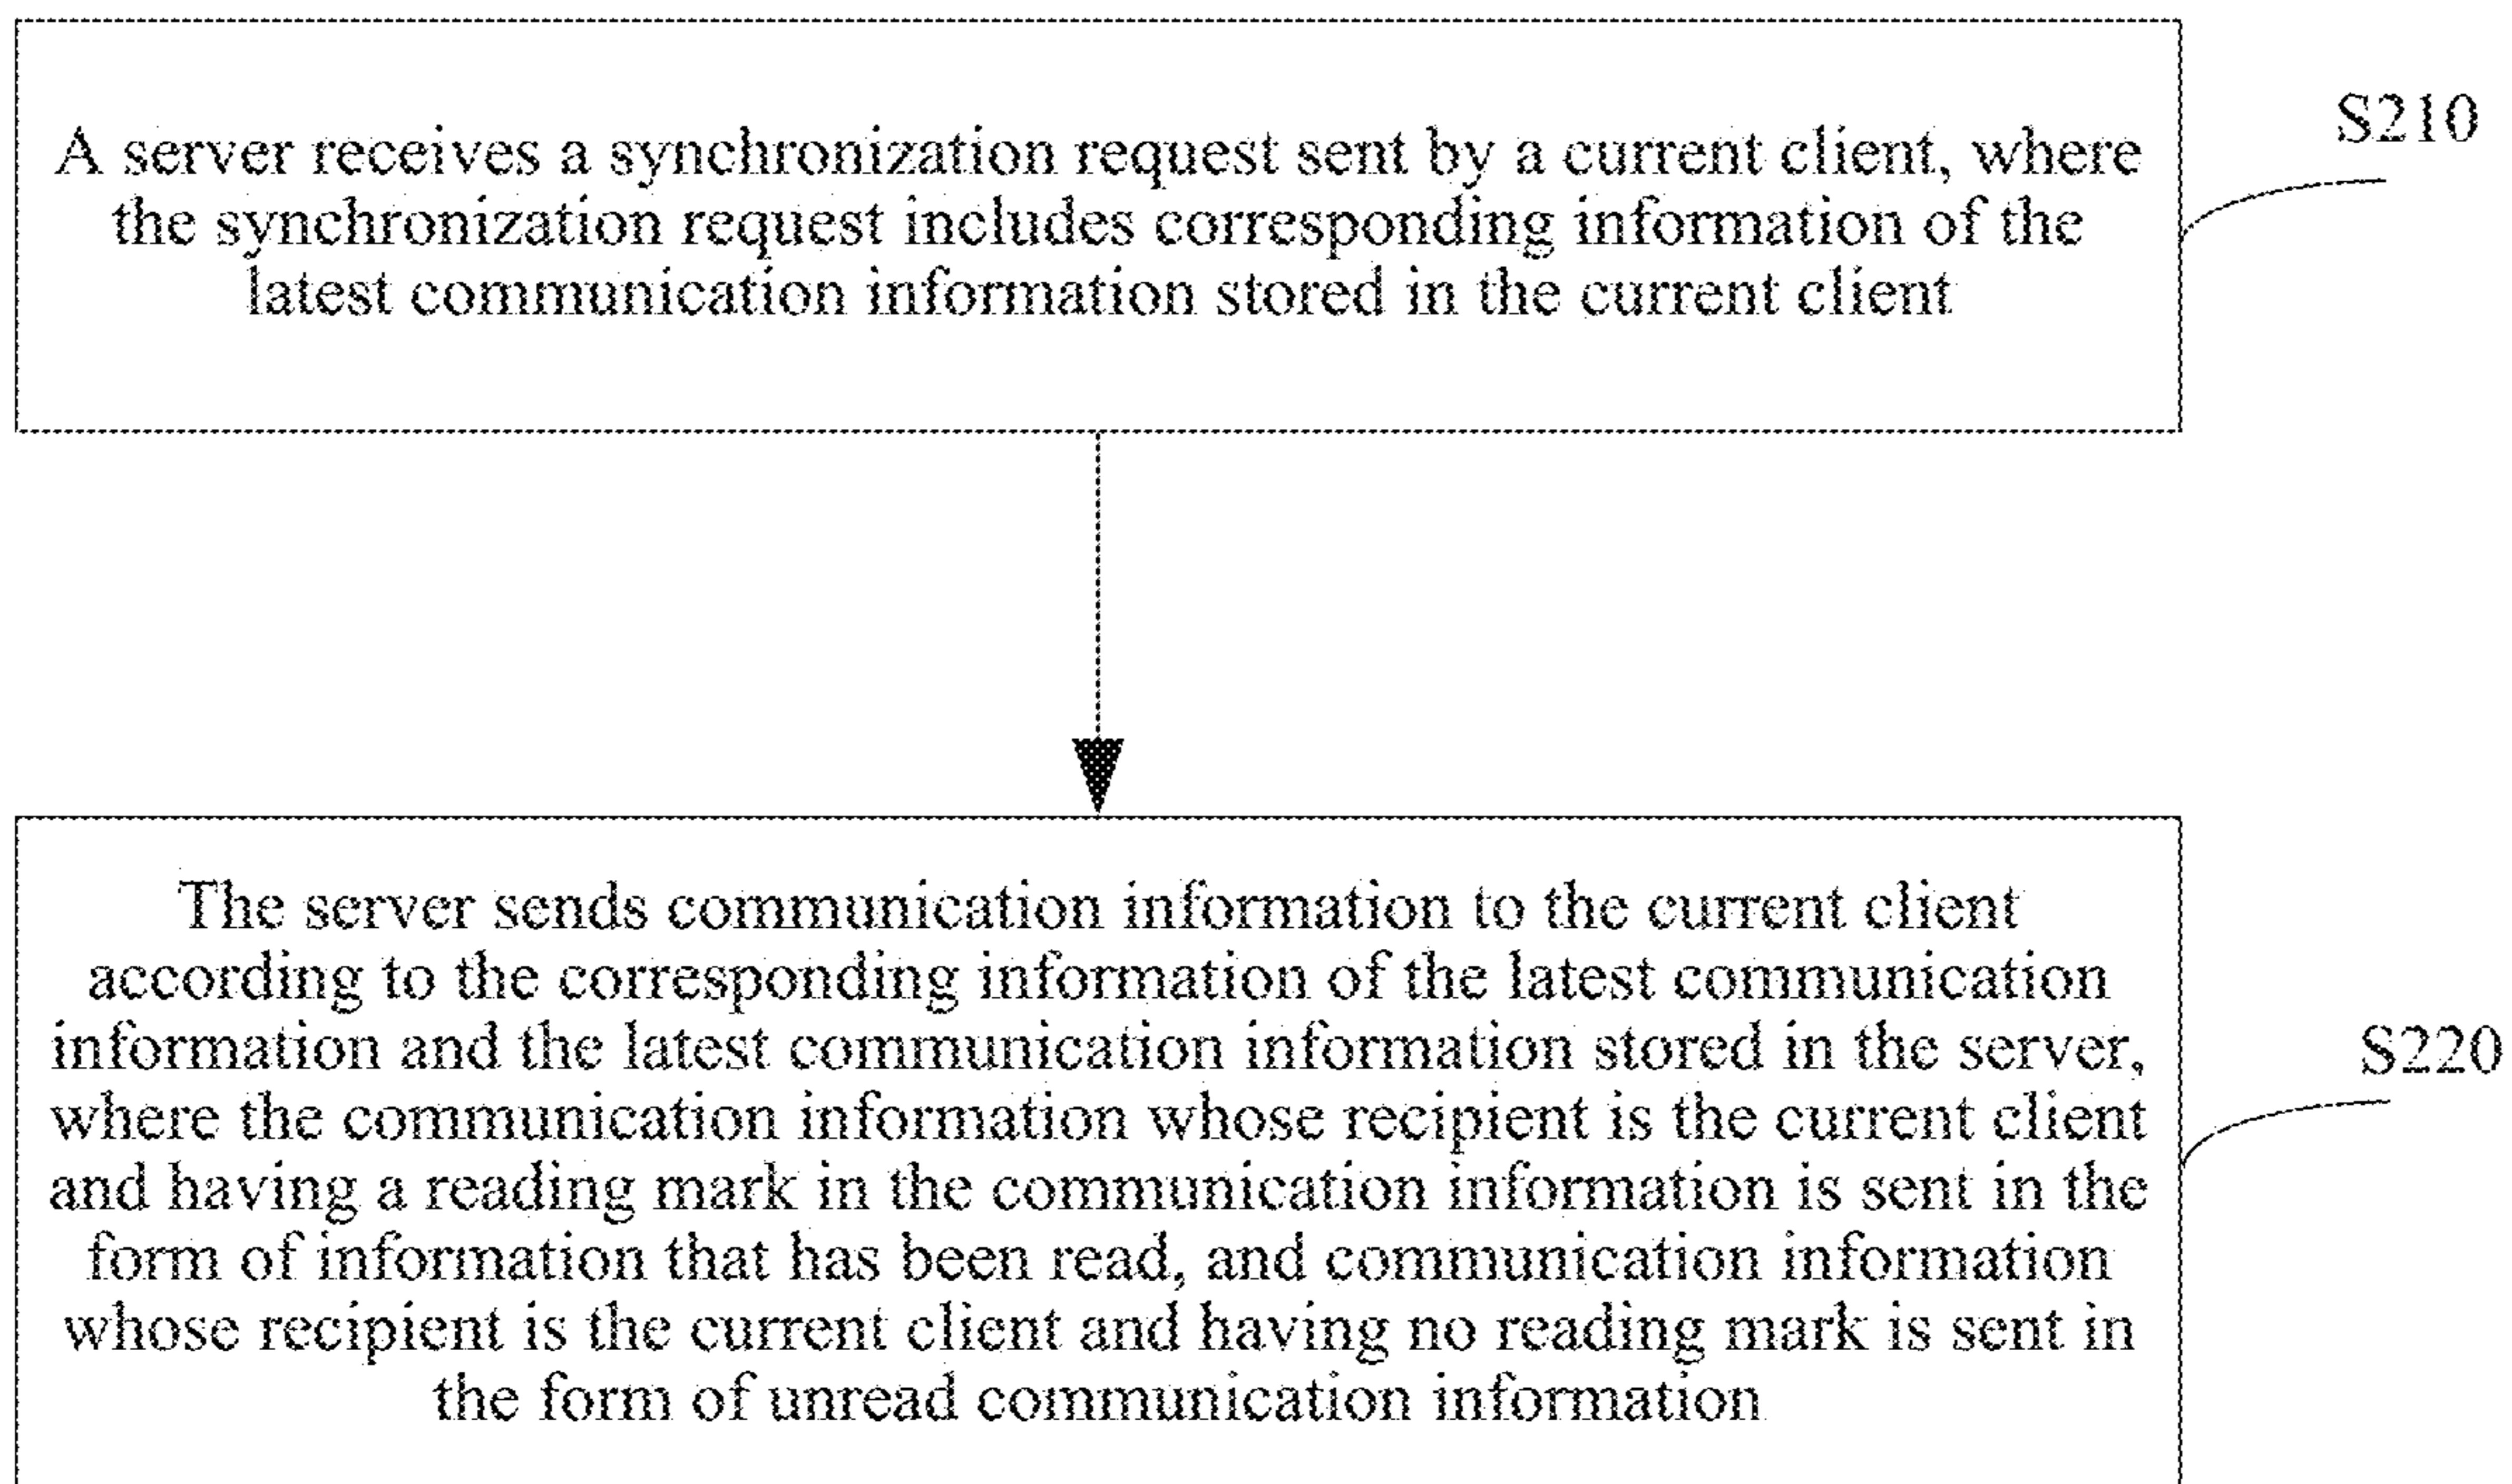 A server receives a synchronization request sent by a current client, where
the synchronization request includes corresponding information of the
latest communication information stored in the current client
S210
The server sends communication information to the current client
according to the corresponding information of the latest communication
information and the latest communication information stored in the server,
where the communication information whose recipient is the current client
and having a reading mark in the communication information is sent in the
form of information that has been read, and communication information
whose recipient is the current client and having no reading mark is sent in
the form of unread communication information
S220